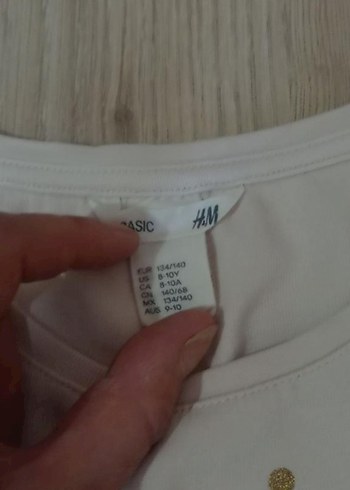 BASIC H&M
EUR 134/140
US 8-10Y
CA 8-10A
CN 140/68
MX 134/140
AUS 9-10